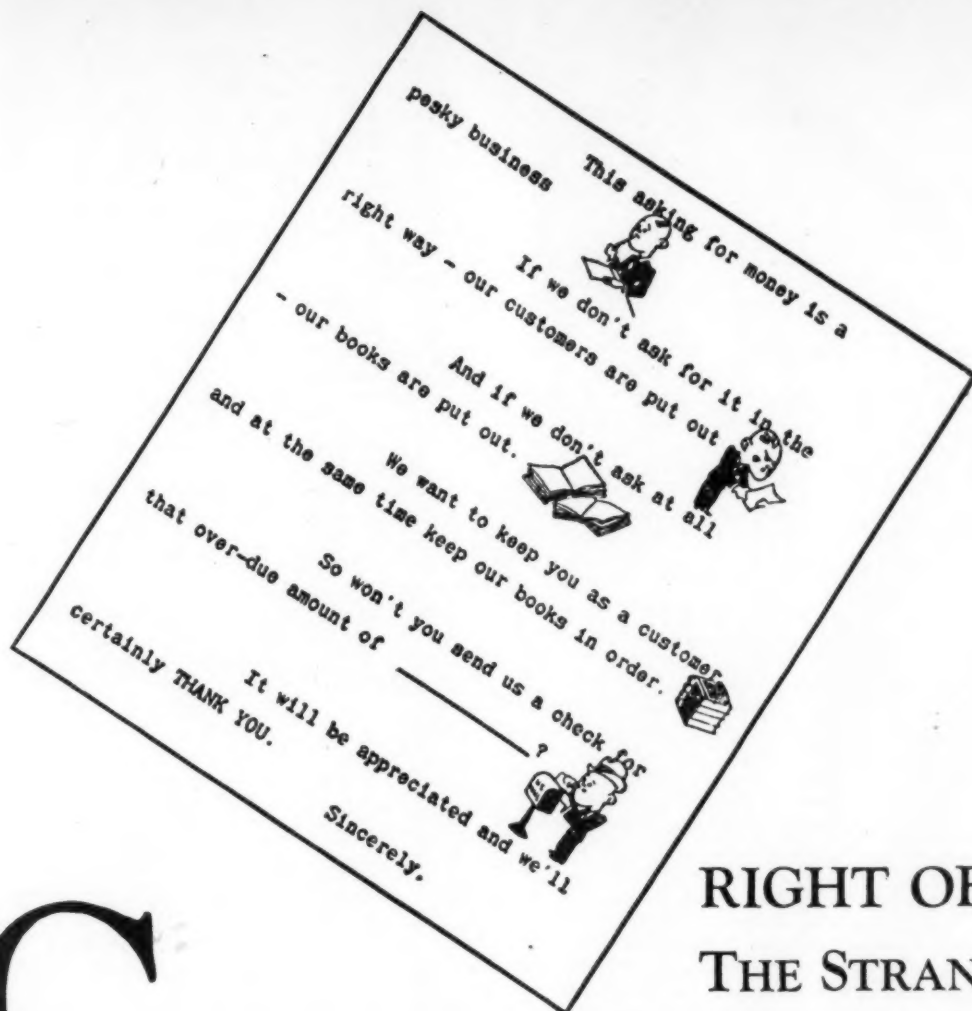 This asking for money is a
pesky business
If we don't ask for it in the
right way - our customers are put out
And if we don't ask at all
- our books are put out.
We want to keep you as a customer
and at the same time keep our books in order.
So won't you send us a check for
that over-due amount of ________?
It will be appreciated and we'll
certainly THANK YOU.
Sincerely,
C
RIGHT OF
THE STRAN